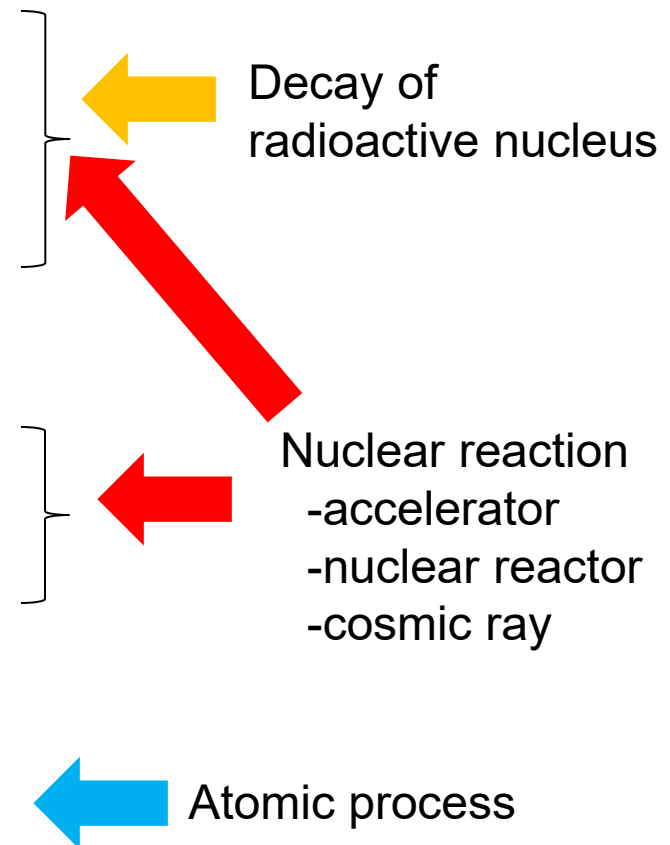 Decay of
radioactive nucleus
Nuclear reaction
-accelerator
-nuclear reactor
-cosmic ray
Atomic process